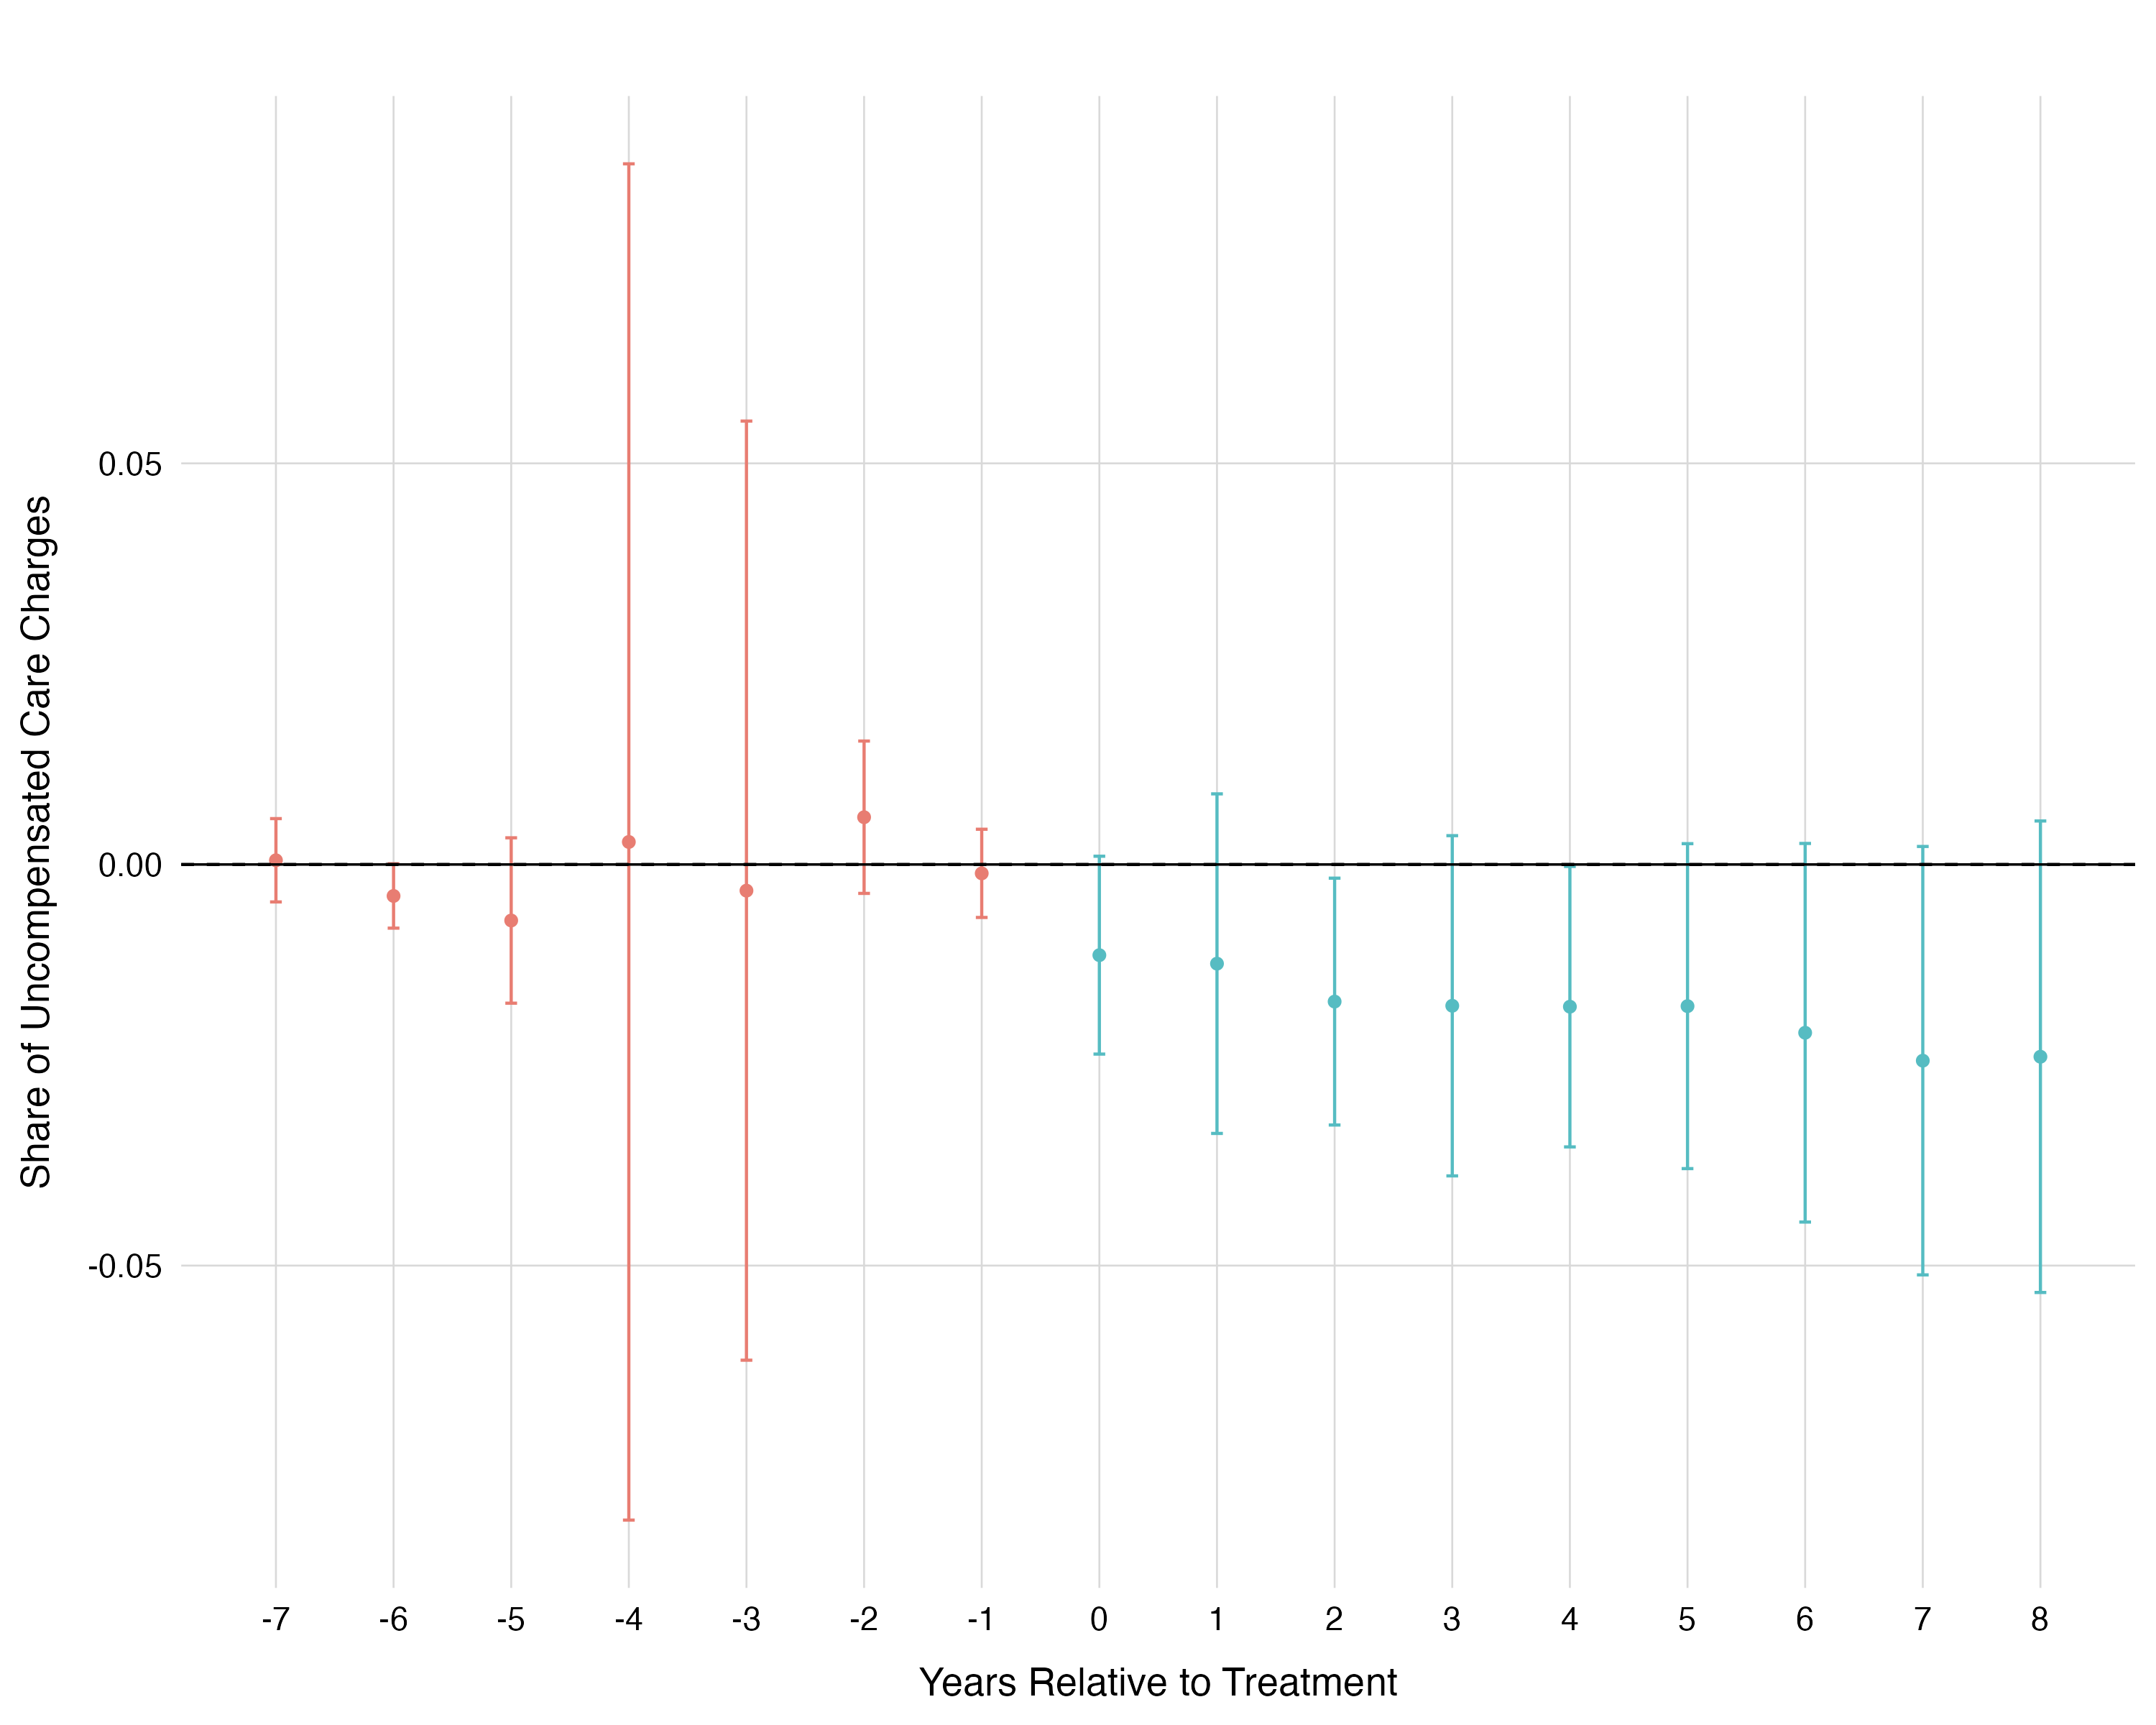 Share of Uncompensated Care Charges
0.05
0.00
-0.05
-7 -6 -5 -4 -3 -2 -1 0 1 2 3 4 5 6 7 8
Years Relative to Treatment